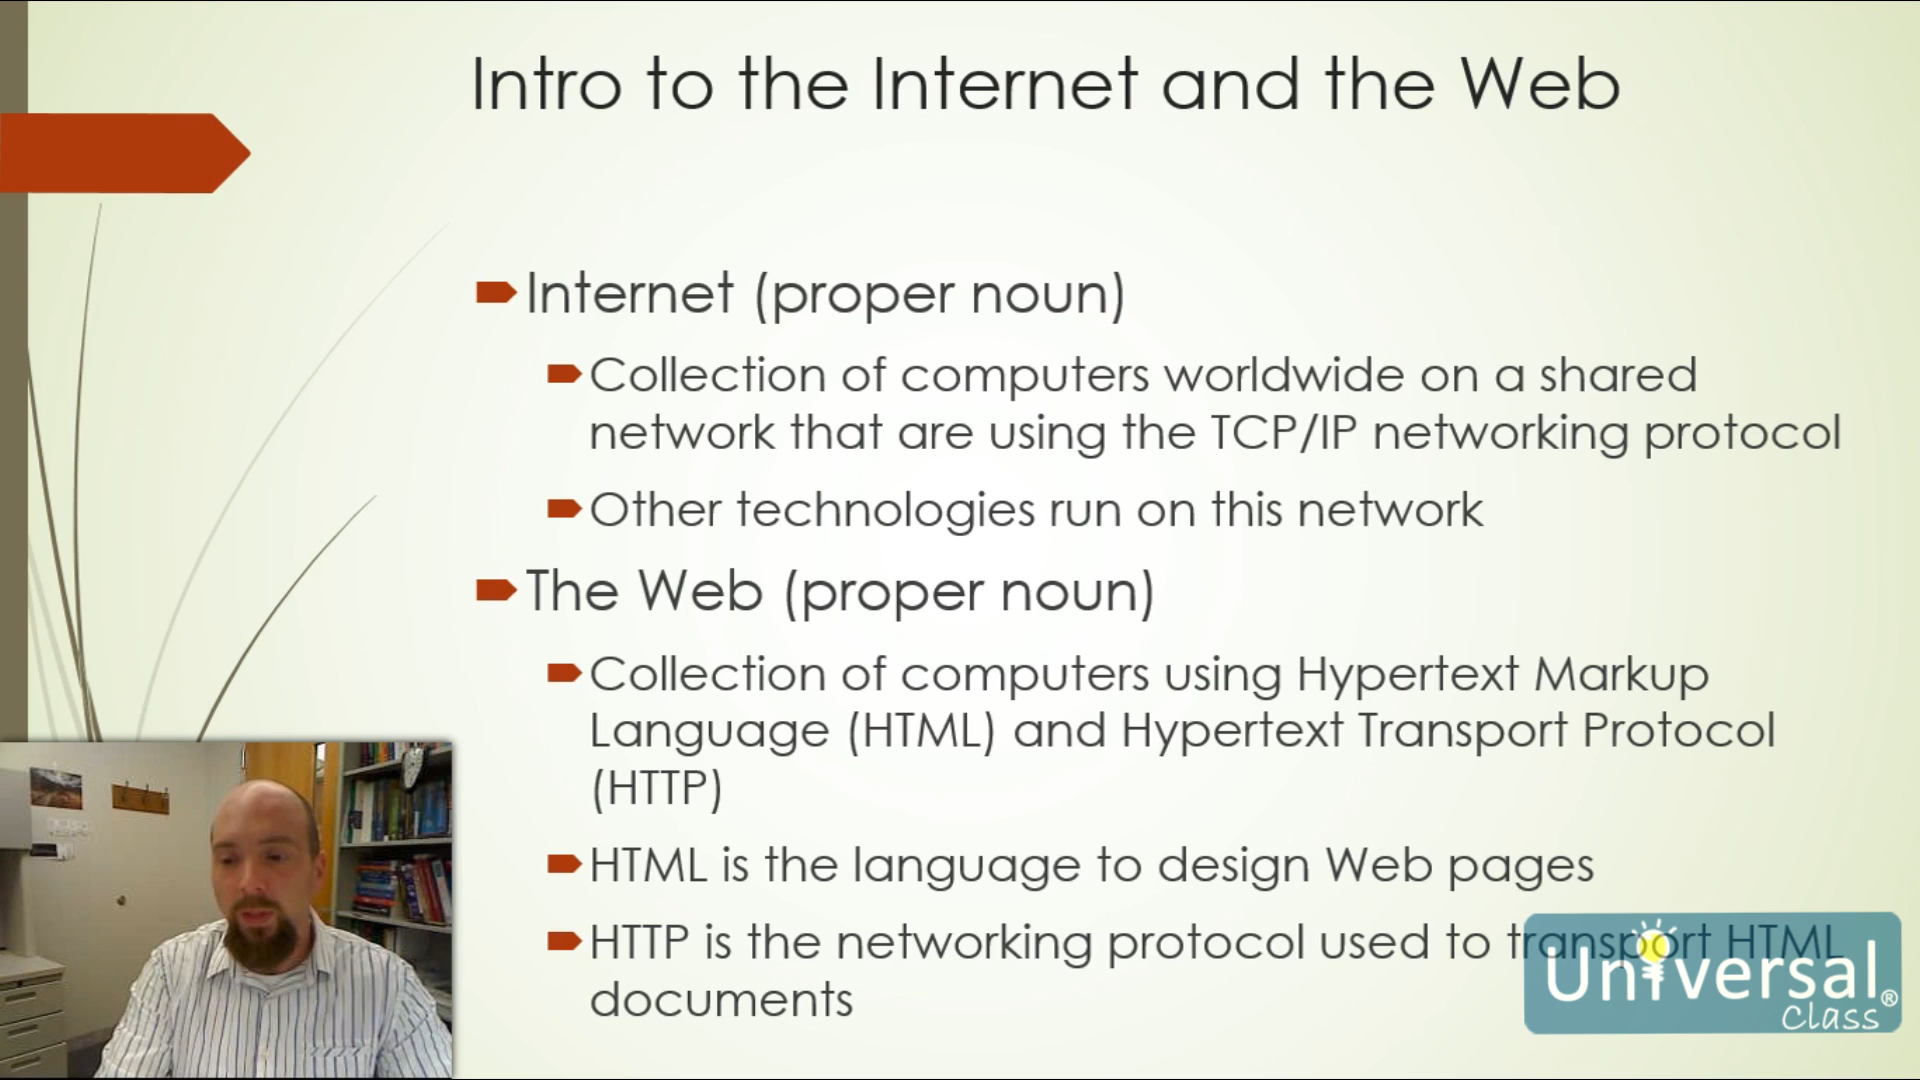 Intro to the Internet and the Web
Internet (proper noun)
Collection of computers worldwide on a shared
network that are using the TCP/IP networking protocol
Other technologies run on this network
The Web (proper noun)
Collection of computers using Hypertext Markup
Language (HTML) and Hypertext Transport Protocol
(HTTP)
HTML is the language to design Web pages
HTTP is the networking protocol used to transport HTML
documents
Universal®
Class